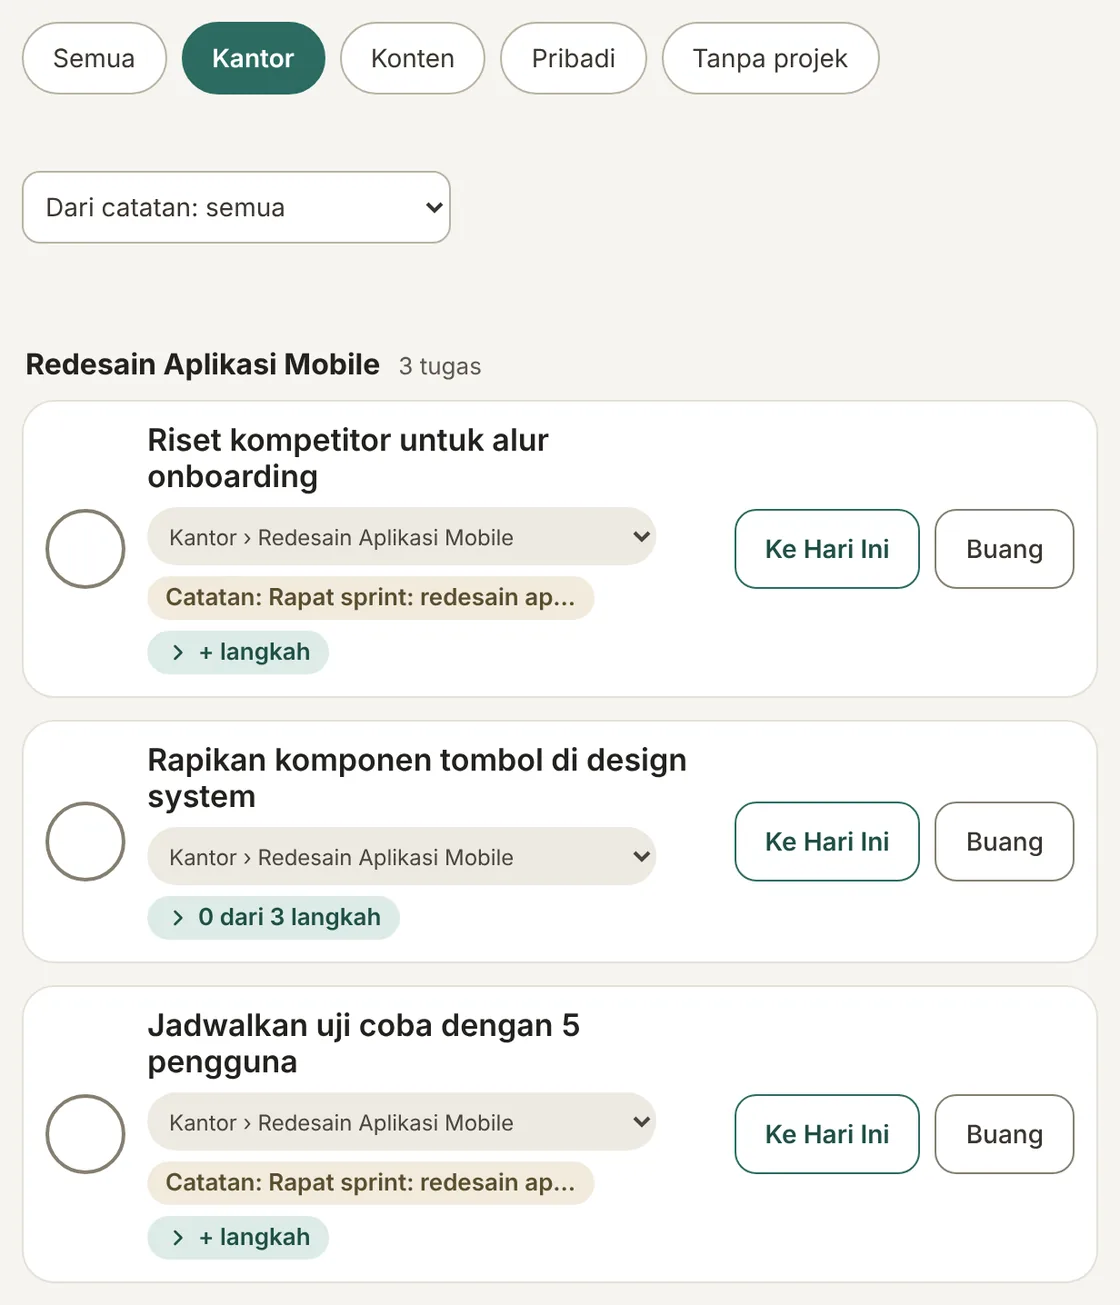 Semua
Kantor
Konten
Pribadi
Tanpa projek
Dari catatan: semua
Redesain Aplikasi Mobile 3 tugas
Riset kompetitor untuk alur
onboarding
Kantor › Redesain Aplikasi Mobile
Catatan: Rapat sprint: redesain ap...
+ langkah
Ke Hari Ini
Buang
Rapikan komponen tombol di design
system
Kantor › Redesain Aplikasi Mobile
0 dari 3 langkah
Ke Hari Ini
Buang
Jadwalkan uji coba dengan 5
pengguna
Kantor › Redesain Aplikasi Mobile
Catatan: Rapat sprint: redesain ap...
+ langkah
Ke Hari Ini
Buang